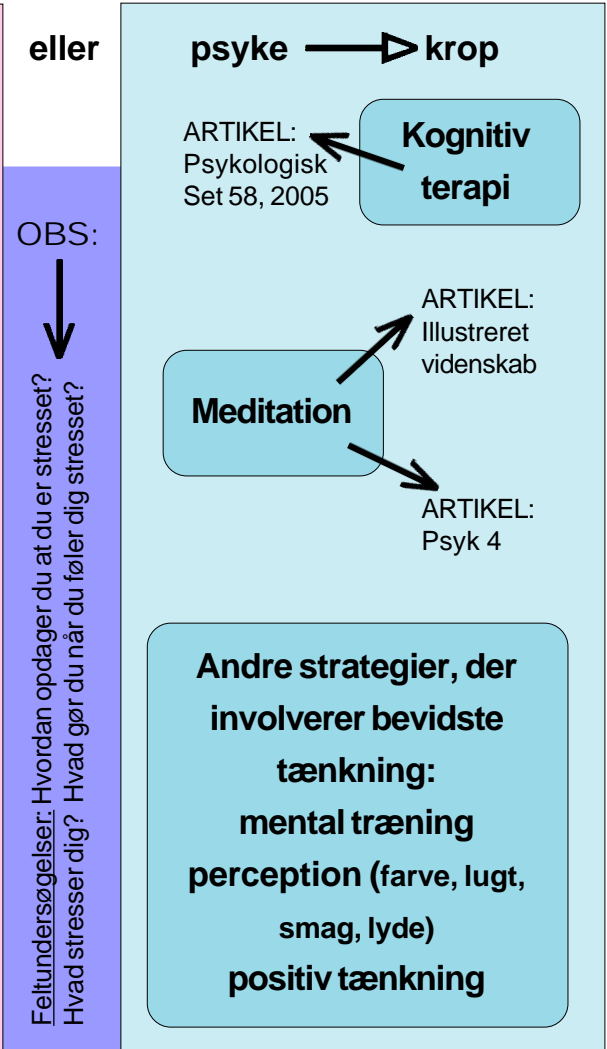 eller
psyke krop
ARTIKEL:
Psykologisk
Set 58, 2005
Kognitiv
terapi
OBS:
Feltundersøgelser: Hvordan opdager du at du er stresset?
Hvad stresser dig? Hvad gør du når du føler dig stresset?
ARTIKEL:
Illustreret
videnskab
Meditation
ARTIKEL:
Psyk 4
Andre strategier, der
involverer bevidste
tænkning:
mental træning
perception (farve, lugt,
smag, lyde)
positiv tænkning